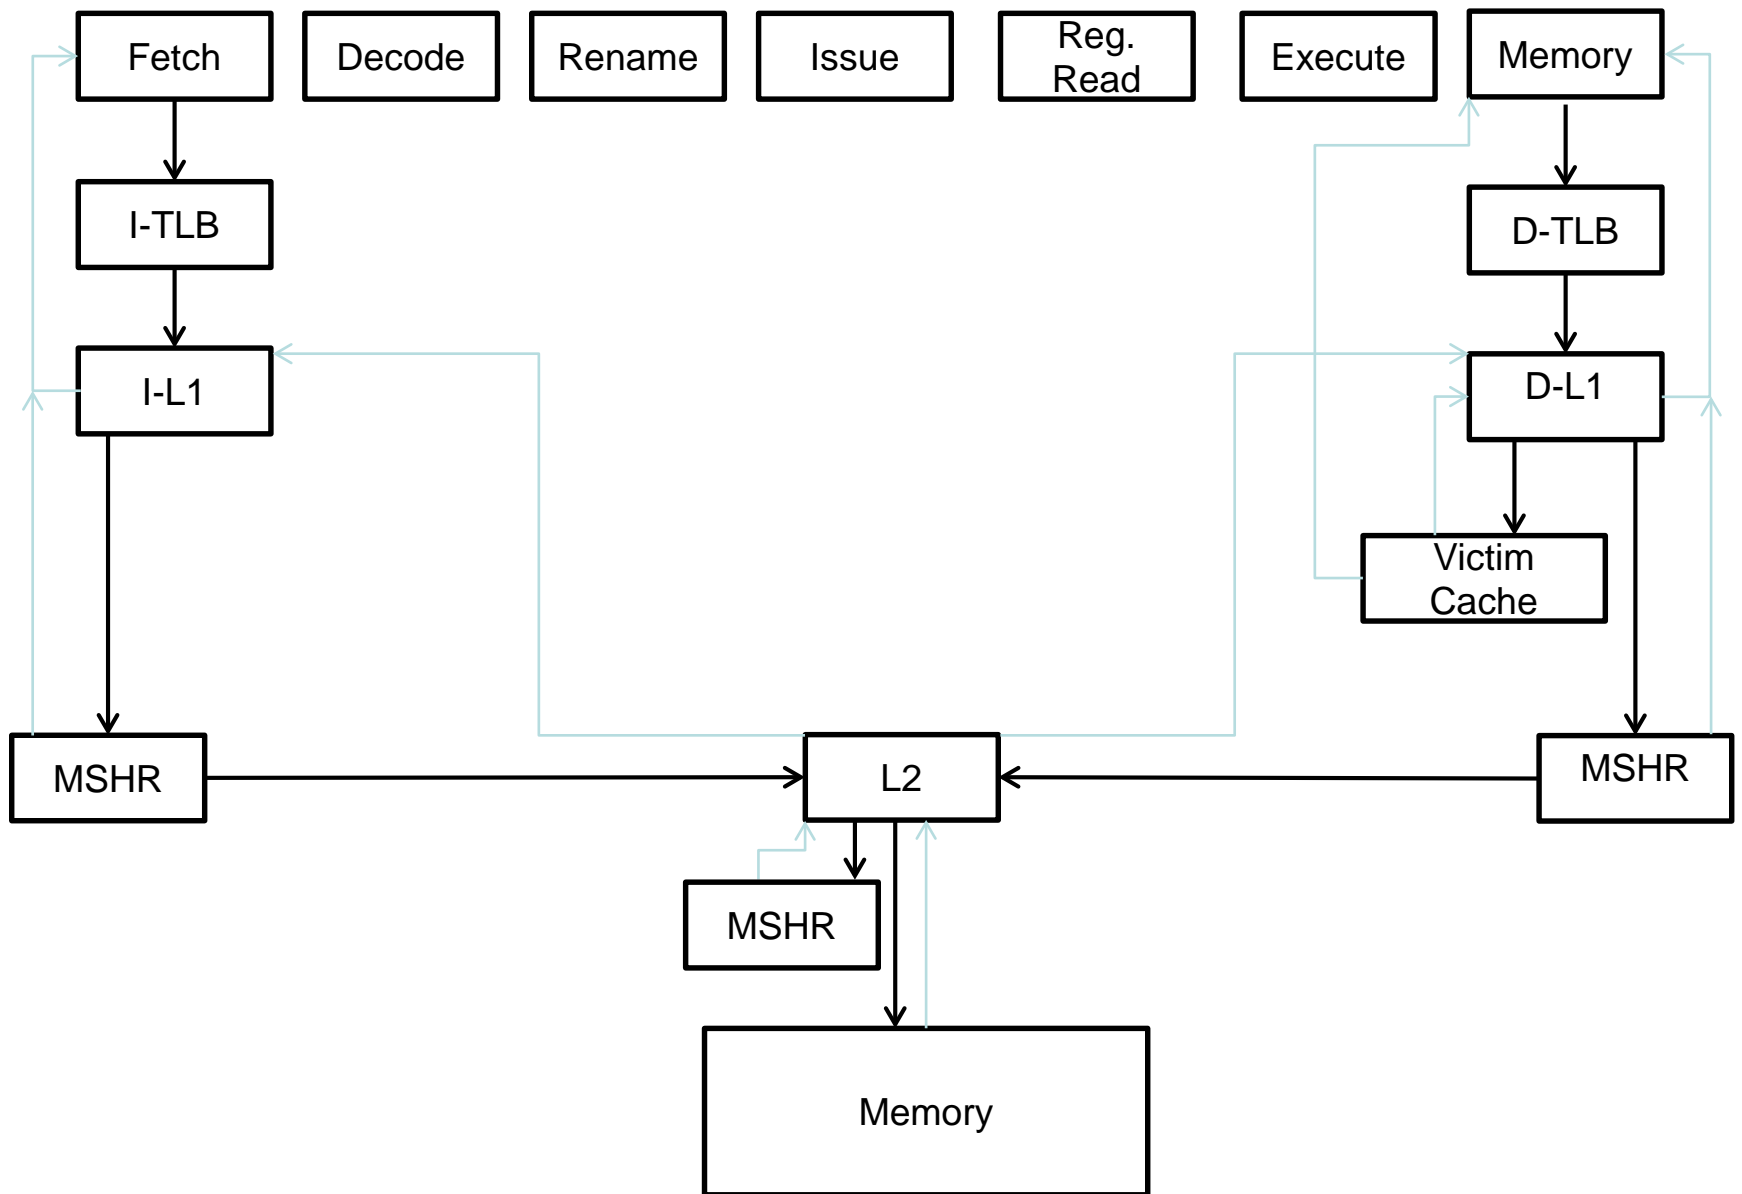 Fetch
Decode
Rename
Issue
Reg.
Read
Execute
Memory
I-TLB
D-TLB
I-L1
D-L1
Victim
Cache
MSHR
L2
MSHR
MSHR
Memory